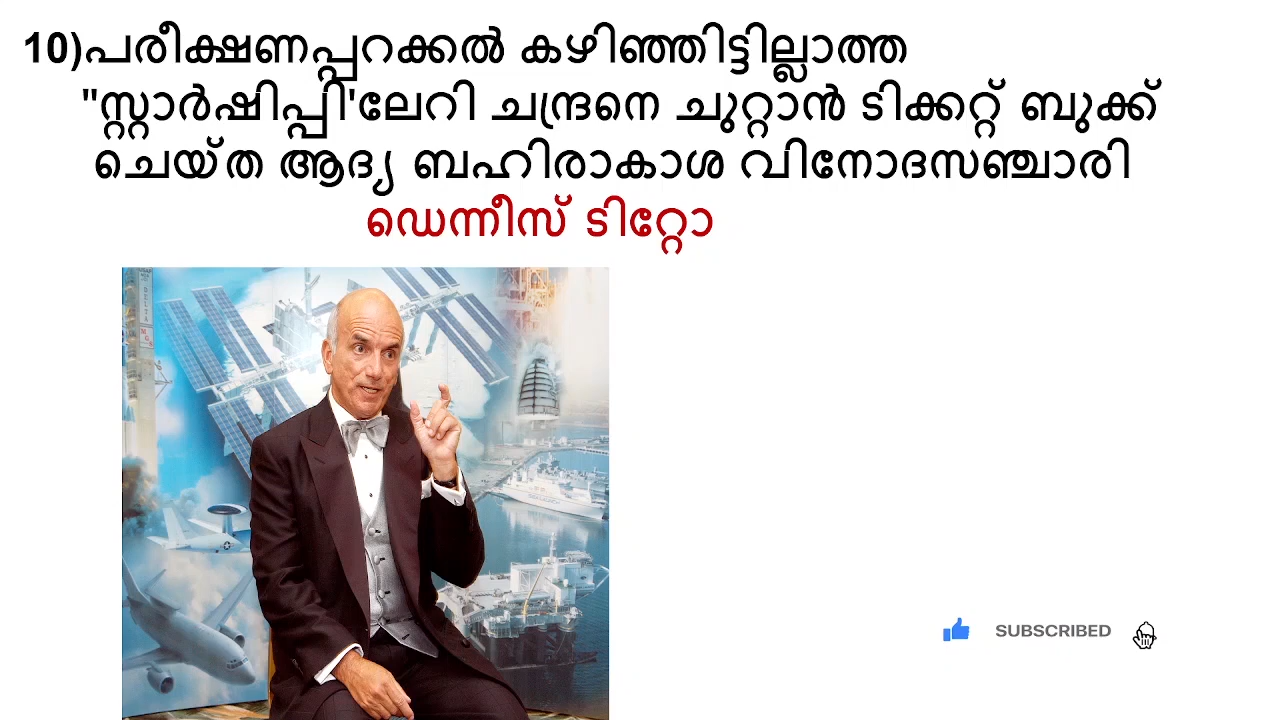 10)പരീക്ഷണപ്പറക്കൽ കഴിഞ്ഞിട്ടില്ലാത്ത
"സ്റ്റാർഷിപ്പി'ലേറി ചന്ദ്രനെ ചുറ്റാൻ ടിക്കറ്റ് ബുക്ക്
ചെയ്ത ആദ്യ ബഹിരാകാശ വിനോദസഞ്ചാരി
ഡെന്നീസ് ടിറ്റോ
SUBSCRIBED